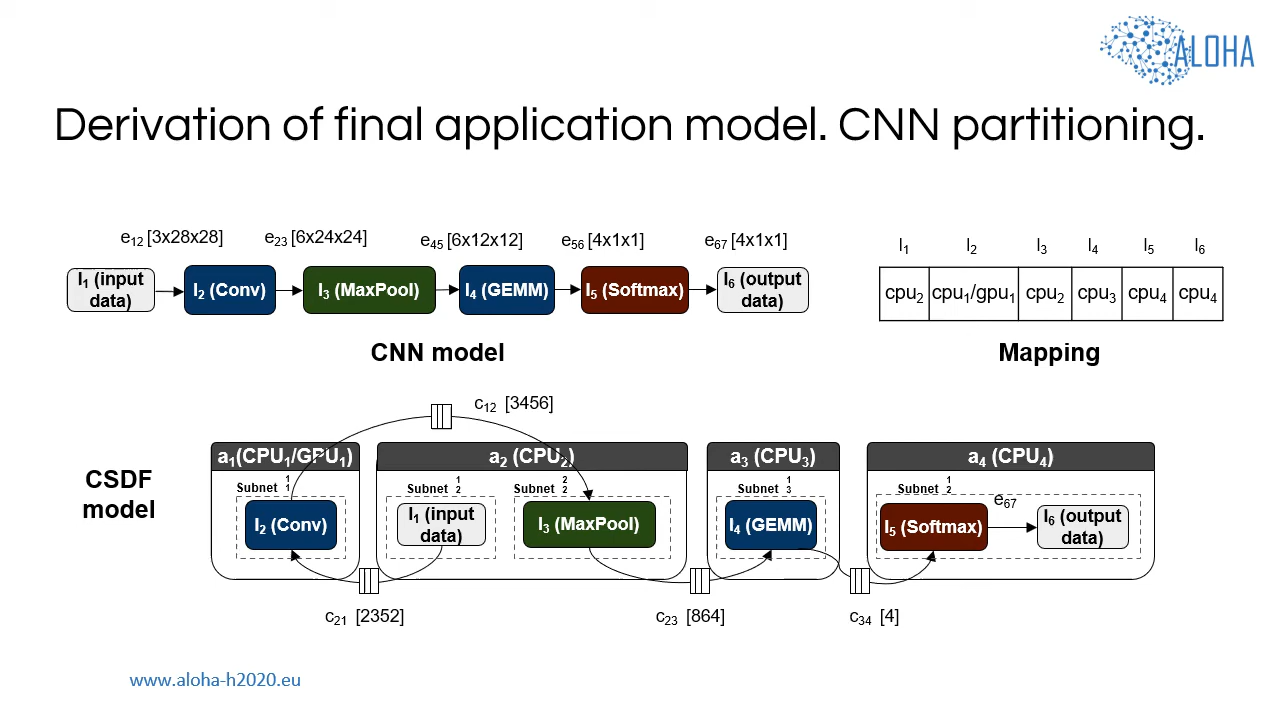 ALOHA
Derivation of final application model. CNN partitioning.
e12 [3x28x28]
e23 [6x24x24]
e45 [6x12x12]
e56 [4x1x1]
e67 [4x1x1]
l1 (input
data)
l2 (Conv)
l3 (MaxPool)
l4 (GEMM)
l5 (Softmax)
l6 (output
data)
CNN model
l1 l2 l3 l4 l5 l6
cpu2 cpu1/gpu1 cpu2 cpu3 cpu4 cpu4
Mapping
c12 [3456]
CSDF
model
a1(CPU1/GPU1)
Subnet 1 1
l2 (Conv)
a2 (CPU2)
Subnet 1 2
l1 (input
data)
Subnet 2 2
l3 (MaxPool)
a3 (CPU3)
Subnet 1 3
l4 (GEMM)
a4 (CPU4)
Subnet 1 2
l5 (Softmax)
e67
l6 (output
data)
c21 [2352]
c23 [864]
c34 [4]
www.aloha-h2020.eu